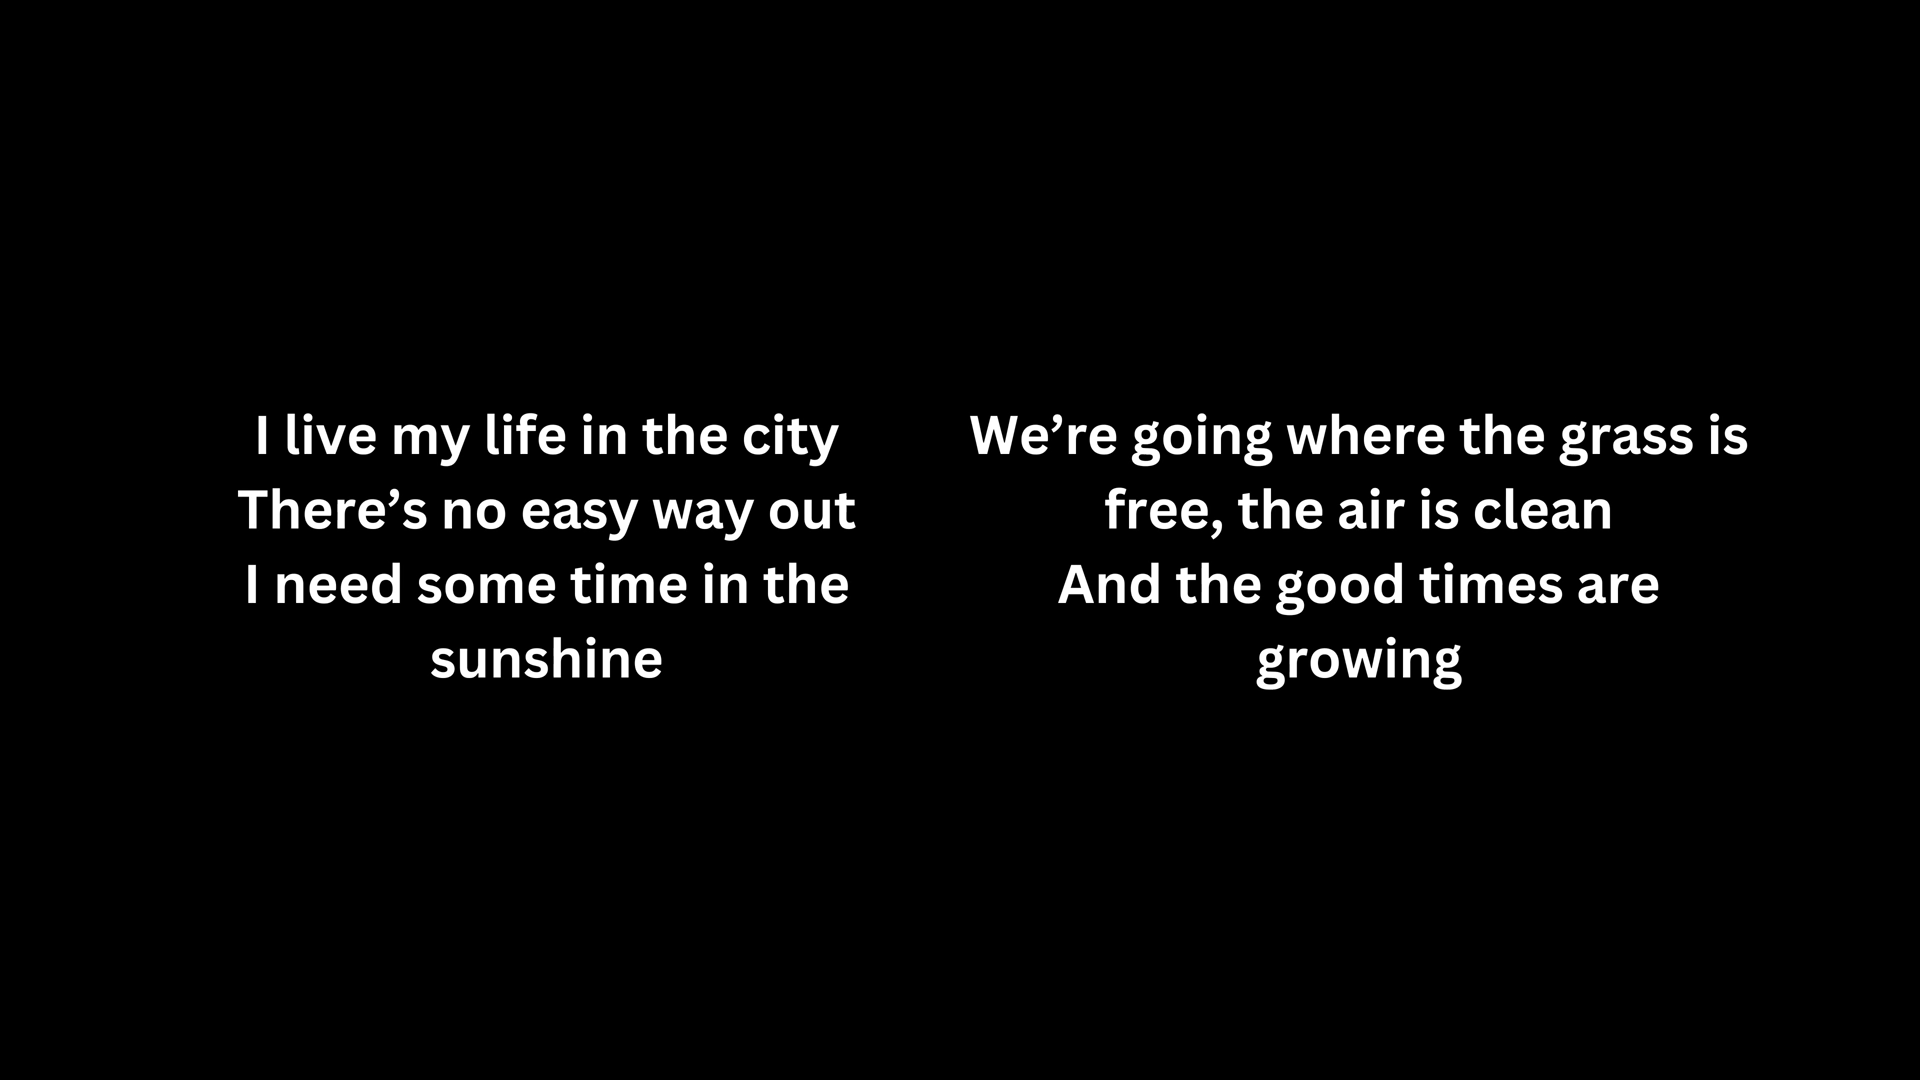 I live my life in the city
There’s no easy way out
I need some time in the
sunshine
We’re going where the grass is
free, the air is clean
And the good times are
growing